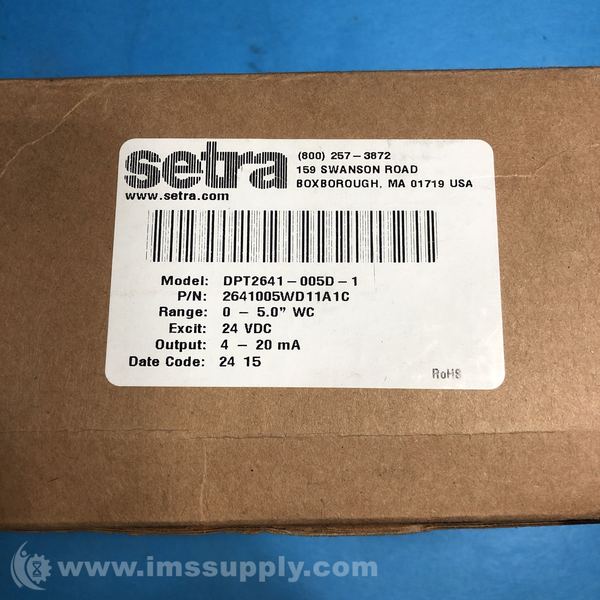 setra
(800) 257-3872
159 SWANSON ROAD
BOXBOROUGH, MA 01719 USA
www.setra.com
Model: DPT2641-005D-1
P/N: 2641005WD11A1C
Range: 0 - 5.0" WC
Excit: 24 VDC
Output: 4 - 20 mA
Date Code: 24 15
RoHS
www.imssupply.com